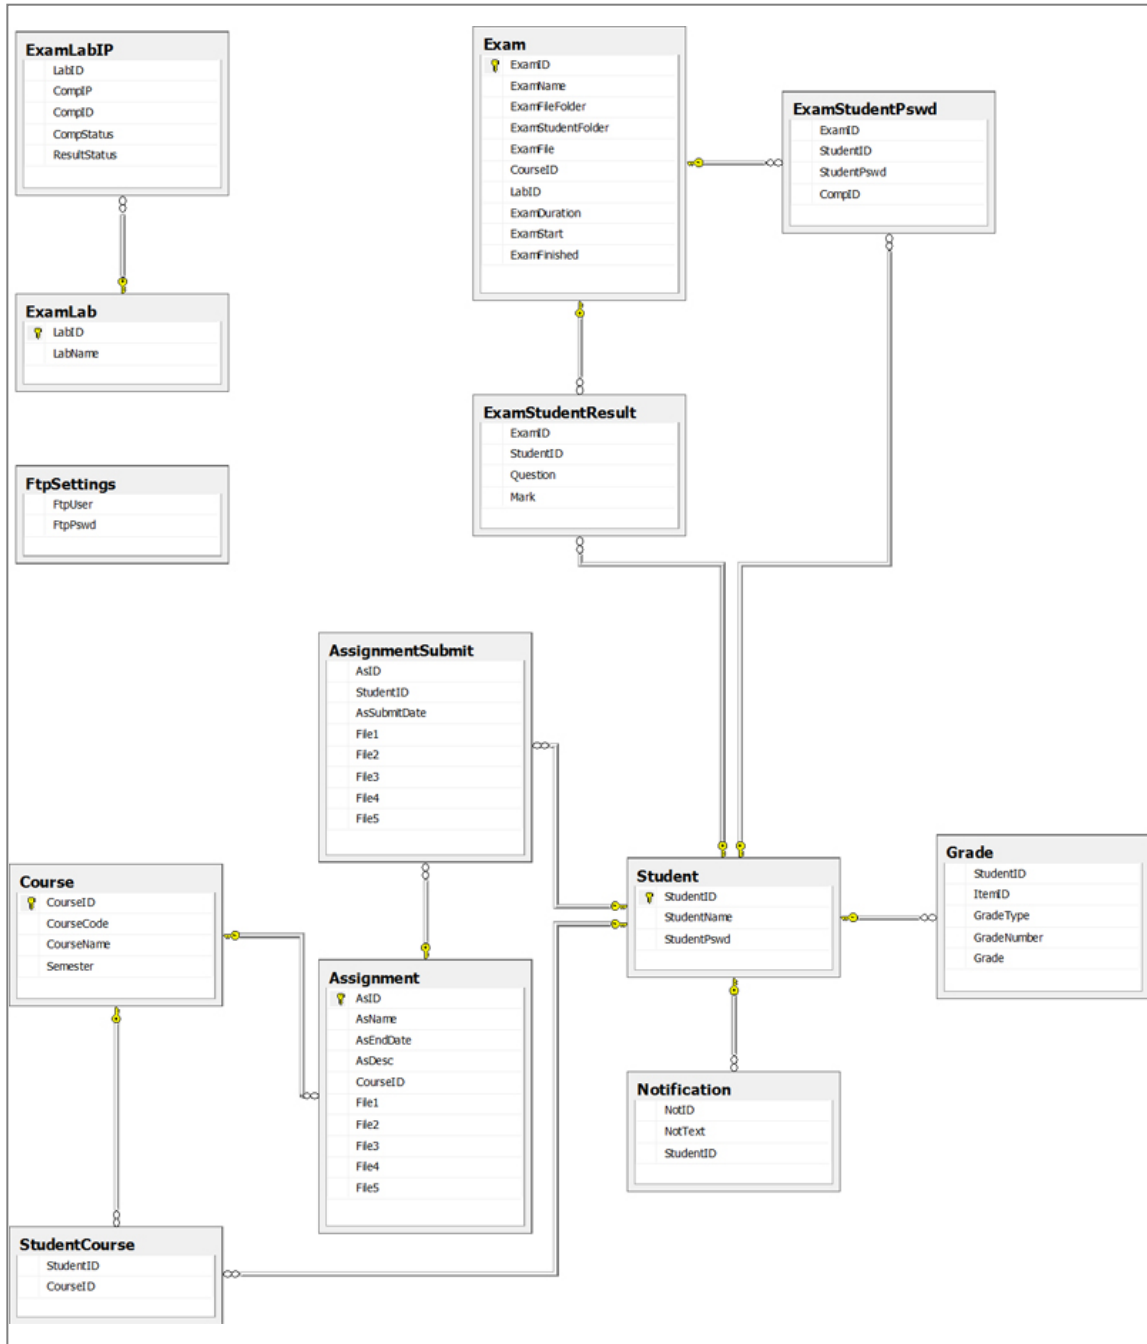 ExamLabIP
LabID
CompIP
CompID
CompStatus
ResultStatus
ExamLab
LabID
LabName
FtpSettings
FtpUser
FtpPswd
Exam
ExamID
ExamName
ExamFileFolder
ExamStudentFolder
ExamFile
CourseID
LabID
ExamDuration
ExamStart
ExamFinished
ExamStudentPswd
ExamID
StudentID
StudentPswd
CompID
ExamStudentResult
ExamID
StudentID
Question
Mark
AssignmentSubmit
AsID
StudentID
AsSubmitDate
File1
File2
File3
File4
File5
Course
CourseID
CourseCode
CourseName
Semester
Assignment
AsID
AsName
AsEndDate
AsDesc
CourseID
File1
File2
File3
File4
File5
Student
StudentID
StudentName
StudentPswd
Grade
StudentID
ItemID
GradeType
GradeNumber
Grade
Notification
NotID
NotText
StudentID
StudentCourse
StudentID
CourseID